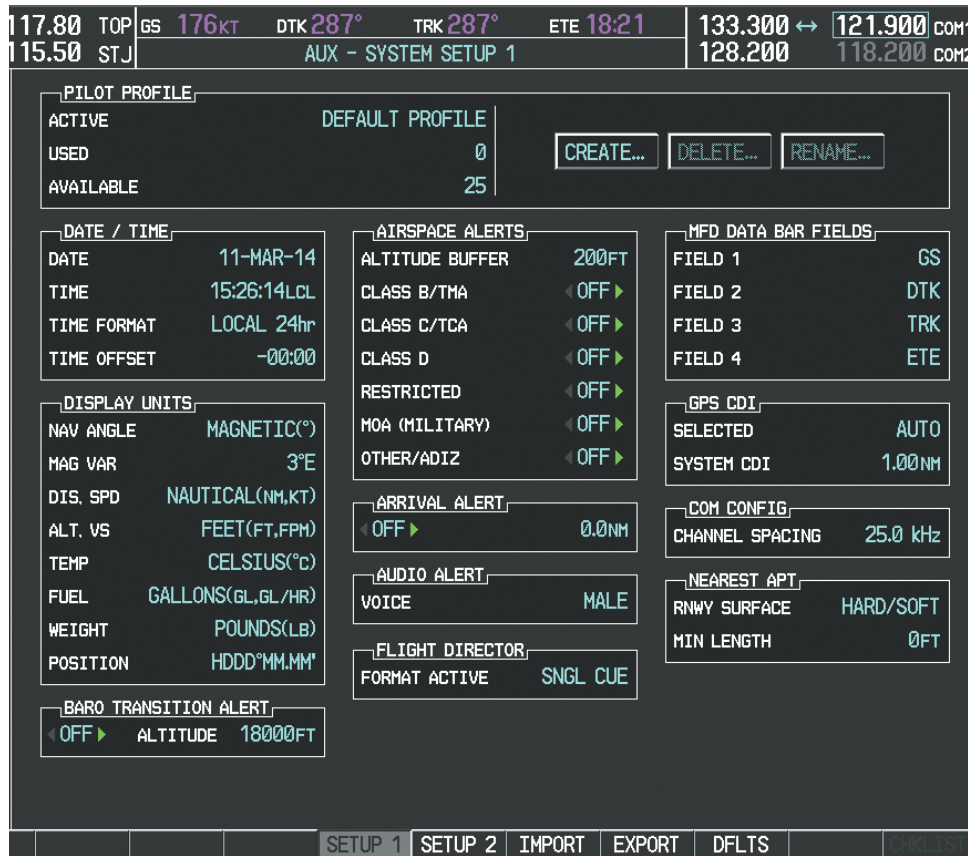 117.80 TOP GS 176KT DTK 287° TRK 287° ETE 18:21 133.300 ↔ 121.900 COM1
115.50 STJ AUX - SYSTEM SETUP 1 128.200 118.200 COM2
PILOT PROFILE
ACTIVE DEFAULT PROFILE
USED 0
AVAILABLE 25
CREATE... DELETE... RENAME...
DATE / TIME
DATE 11-MAR-14
TIME 15:26:14LCL
TIME FORMAT LOCAL 24hr
TIME OFFSET -00:00
DISPLAY UNITS
NAV ANGLE MAGNETIC(°)
MAG VAR 3°E
DIS, SPD NAUTICAL(NM,KT)
ALT, VS FEET(FT,FPM)
TEMP CELSIUS(°C)
FUEL GALLONS(GL,GL/HR)
WEIGHT POUNDS(LB)
POSITION HDDD°MM.MM'
BARO TRANSITION ALERT
OFF ALTITUDE 18000FT
AIRSPACE ALERTS
ALTITUDE BUFFER 200FT
CLASS B/TMA OFF
CLASS C/TCA OFF
CLASS D OFF
RESTRICTED OFF
MOA (MILITARY) OFF
OTHER/ADIZ OFF
ARRIVAL ALERT
OFF 0.0NM
AUDIO ALERT
VOICE MALE
FLIGHT DIRECTOR
FORMAT ACTIVE SNGL CUE
MFD DATA BAR FIELDS
FIELD 1 GS
FIELD 2 DTK
FIELD 3 TRK
FIELD 4 ETE
GPS CDI
SELECTED AUTO
SYSTEM CDI 1.00NM
COM CONFIG
CHANNEL SPACING 25.0 kHz
NEAREST APT
RNWY SURFACE HARD/SOFT
MIN LENGTH 0FT
SETUP 1 SETUP 2 IMPORT EXPORT DFLTS CHKLIST